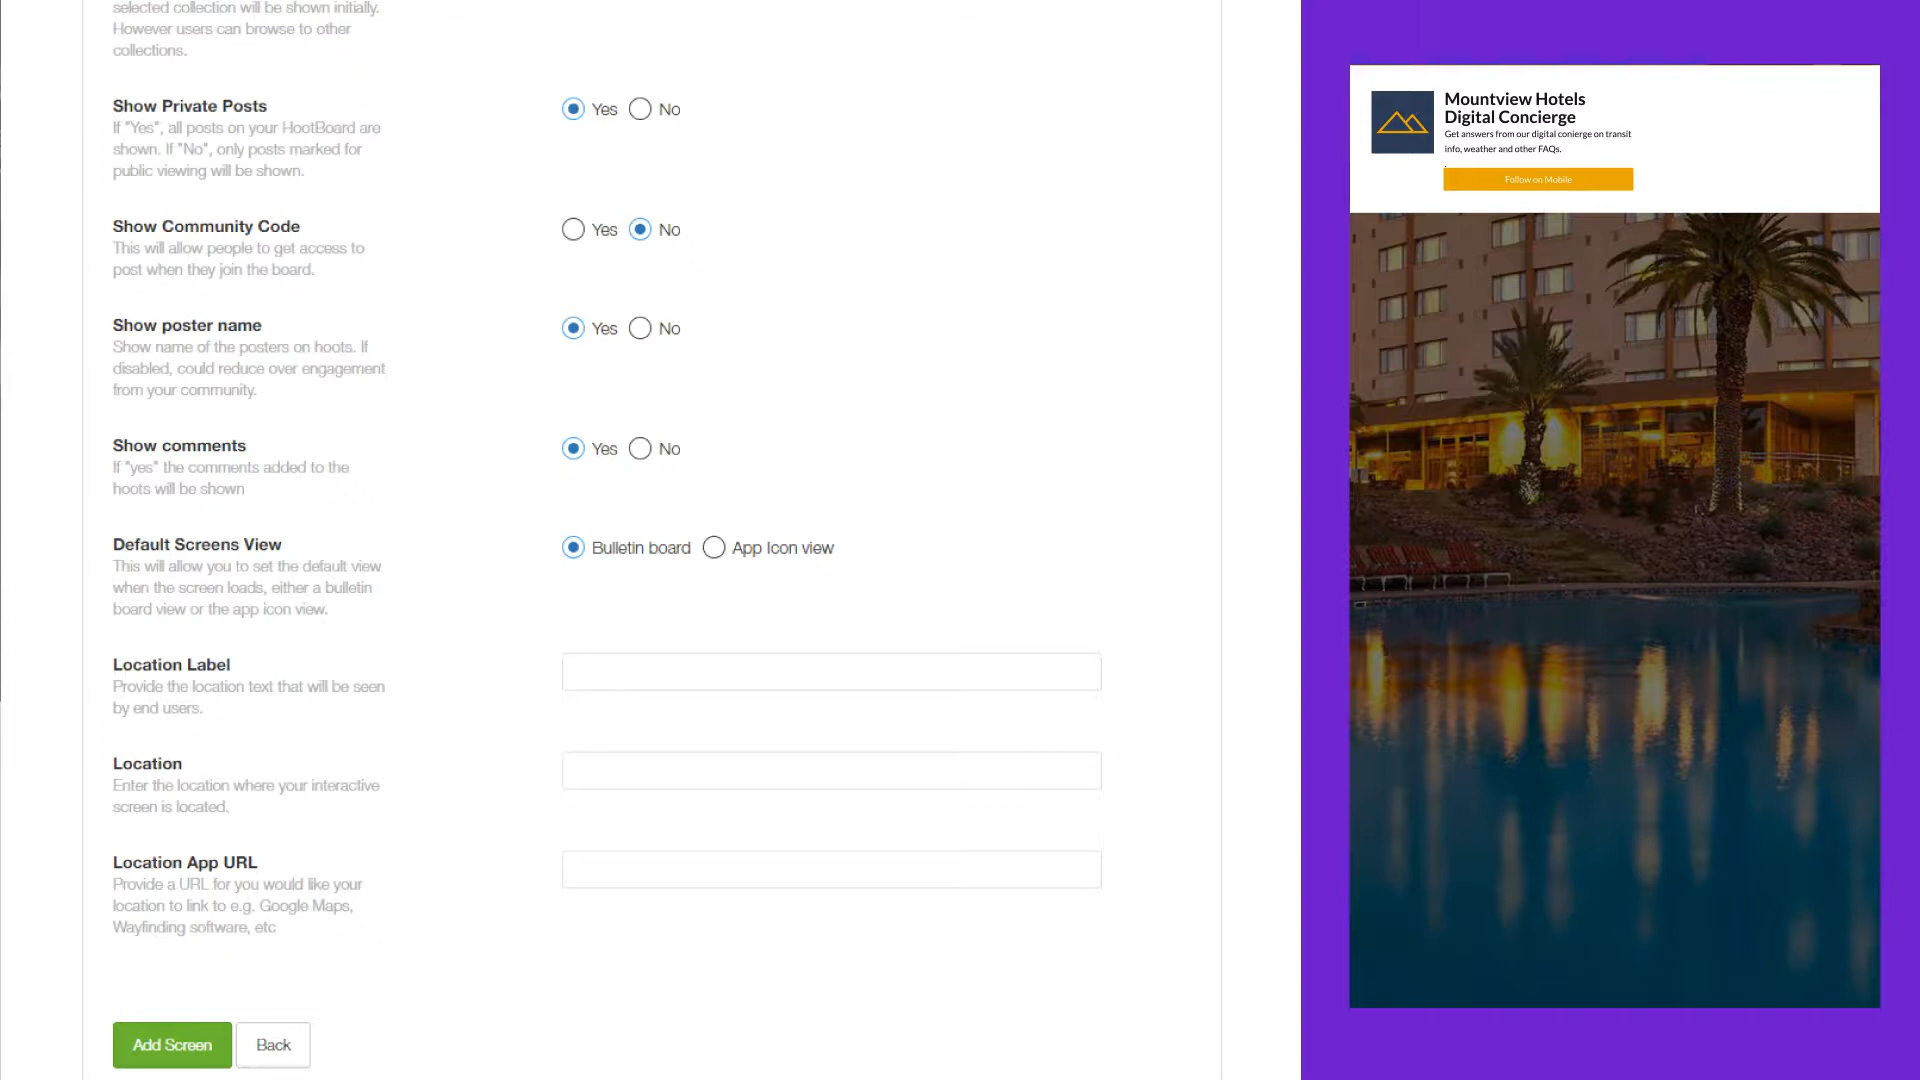 selected collection will be shown initially.
However users can browse to other
collections.
Show Private Posts
If "Yes", all posts on your HootBoard are
shown. If "No", only posts marked for
public viewing will be shown.
Yes No
Show Community Code
This will allow people to get access to
post when they join the board.
Yes No
Show poster name
Show name of the posters on hoots. If
disabled, could reduce over engagement
from your community.
Yes No
Show comments
If "yes" the comments added to the
hoots will be shown
Yes No
Default Screens View
This will allow you to set the default view
when the screen loads, either a bulletin
board view or the app icon view.
Bulletin board App Icon view
Location Label
Provide the location text that will be seen
by end users.
Location
Enter the location where your interactive
screen is located.
Location App URL
Provide a URL for you would like your
location to link to e.g. Google Maps,
Wayfinding software, etc
Add Screen Back
Mountview Hotels
Digital Concierge
Get answers from our digital conierge on transit
info, weather and other FAQs.
Follow on Mobile